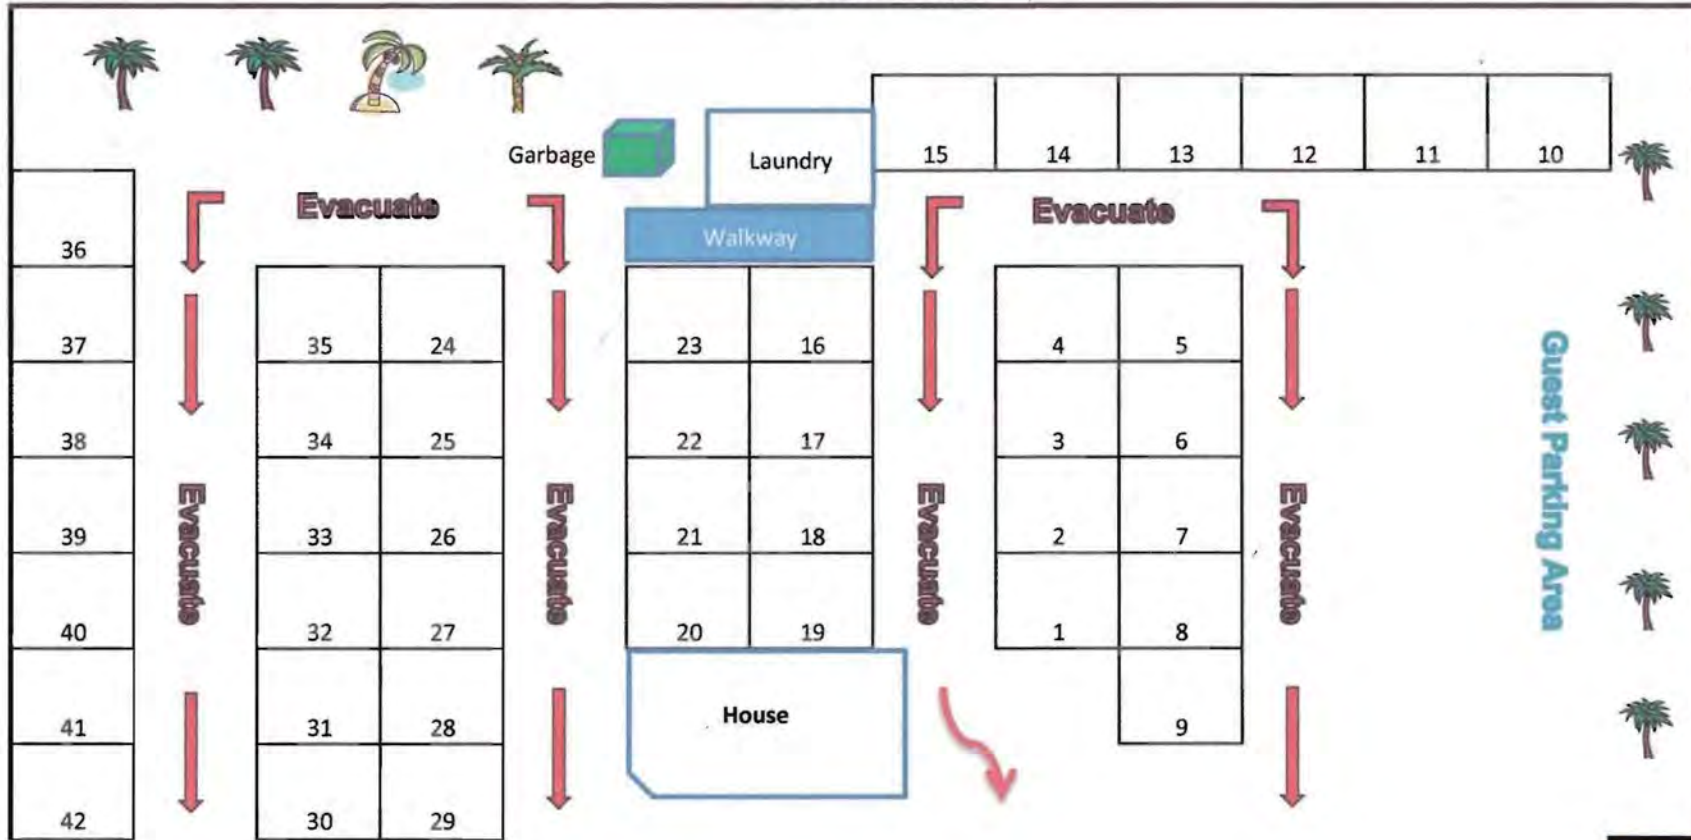 15 14 13 12 11 10
Garbage
Laundry
Evacuate
Evacuate
Walkway
36
37 35 24 23 16 4 5
38 34 25 22 17 3 6
39 33 26 21 18 2 7
40 32 27 20 19 1 8
Evacuate
Evacuate
Evacuate
Evacuate
Guest Parking Area
41 31 28
House
9
42 30 29